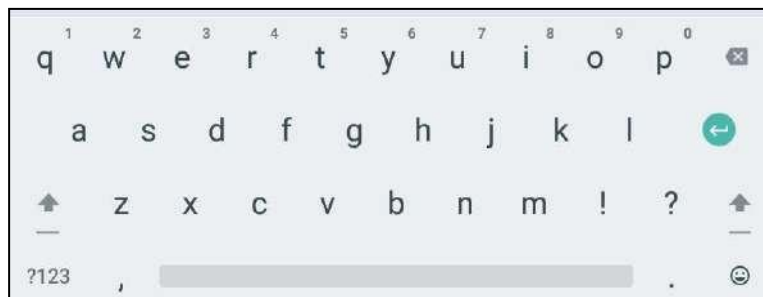 1 2 3 4 5 6 7 8 9 0
q w e r t y u i o p
a s d f g h j k l
z x c v b n m ! ?
?123 , .